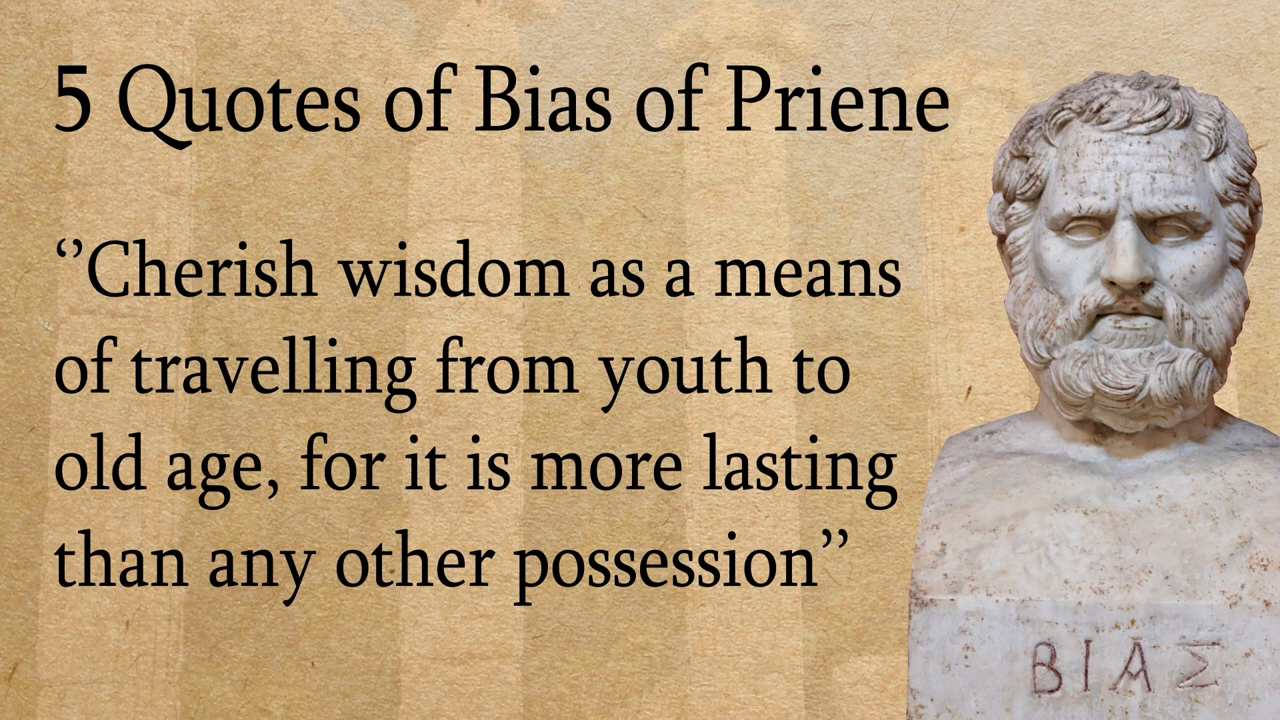 5 Quotes of Bias of Priene
‘’Cherish wisdom as a means
of travelling from youth to
old age, for it is more lasting
than any other possession’’
ΒΙΑΣ